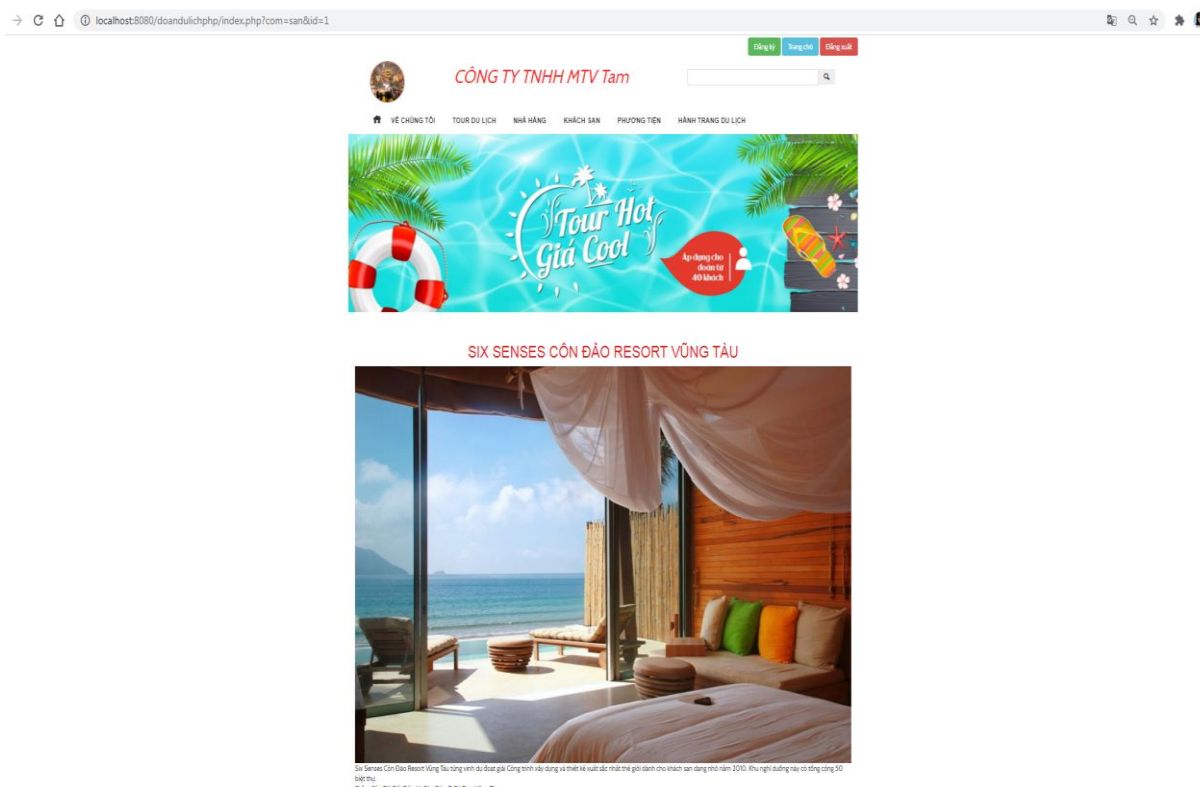 localhost:8080/doandulichphp/index.php?com=san&id=1
Đăng ký Trang chủ Đăng xuất
CÔNG TY TNHH MTV Tam
VỀ CHÚNG TÔI TOUR DU LỊCH NHÀ HÀNG KHÁCH SẠN PHƯƠNG TIỆN HÀNH TRANG DU LỊCH
Tour Hot
Giá Cool
Áp dụng cho
đoàn từ
40 khách
SIX SENSES CÔN ĐẢO RESORT VŨNG TÀU
Six Senses Côn Đảo Resort Vũng Tàu từng vinh dự đoạt giải Công trình xây dựng và thiết kế xuất sắc nhất thế giới dành cho khách sạn dạng nhỏ năm 2010. Khu nghỉ dưỡng này có tổng cộng 50
biệt thự.